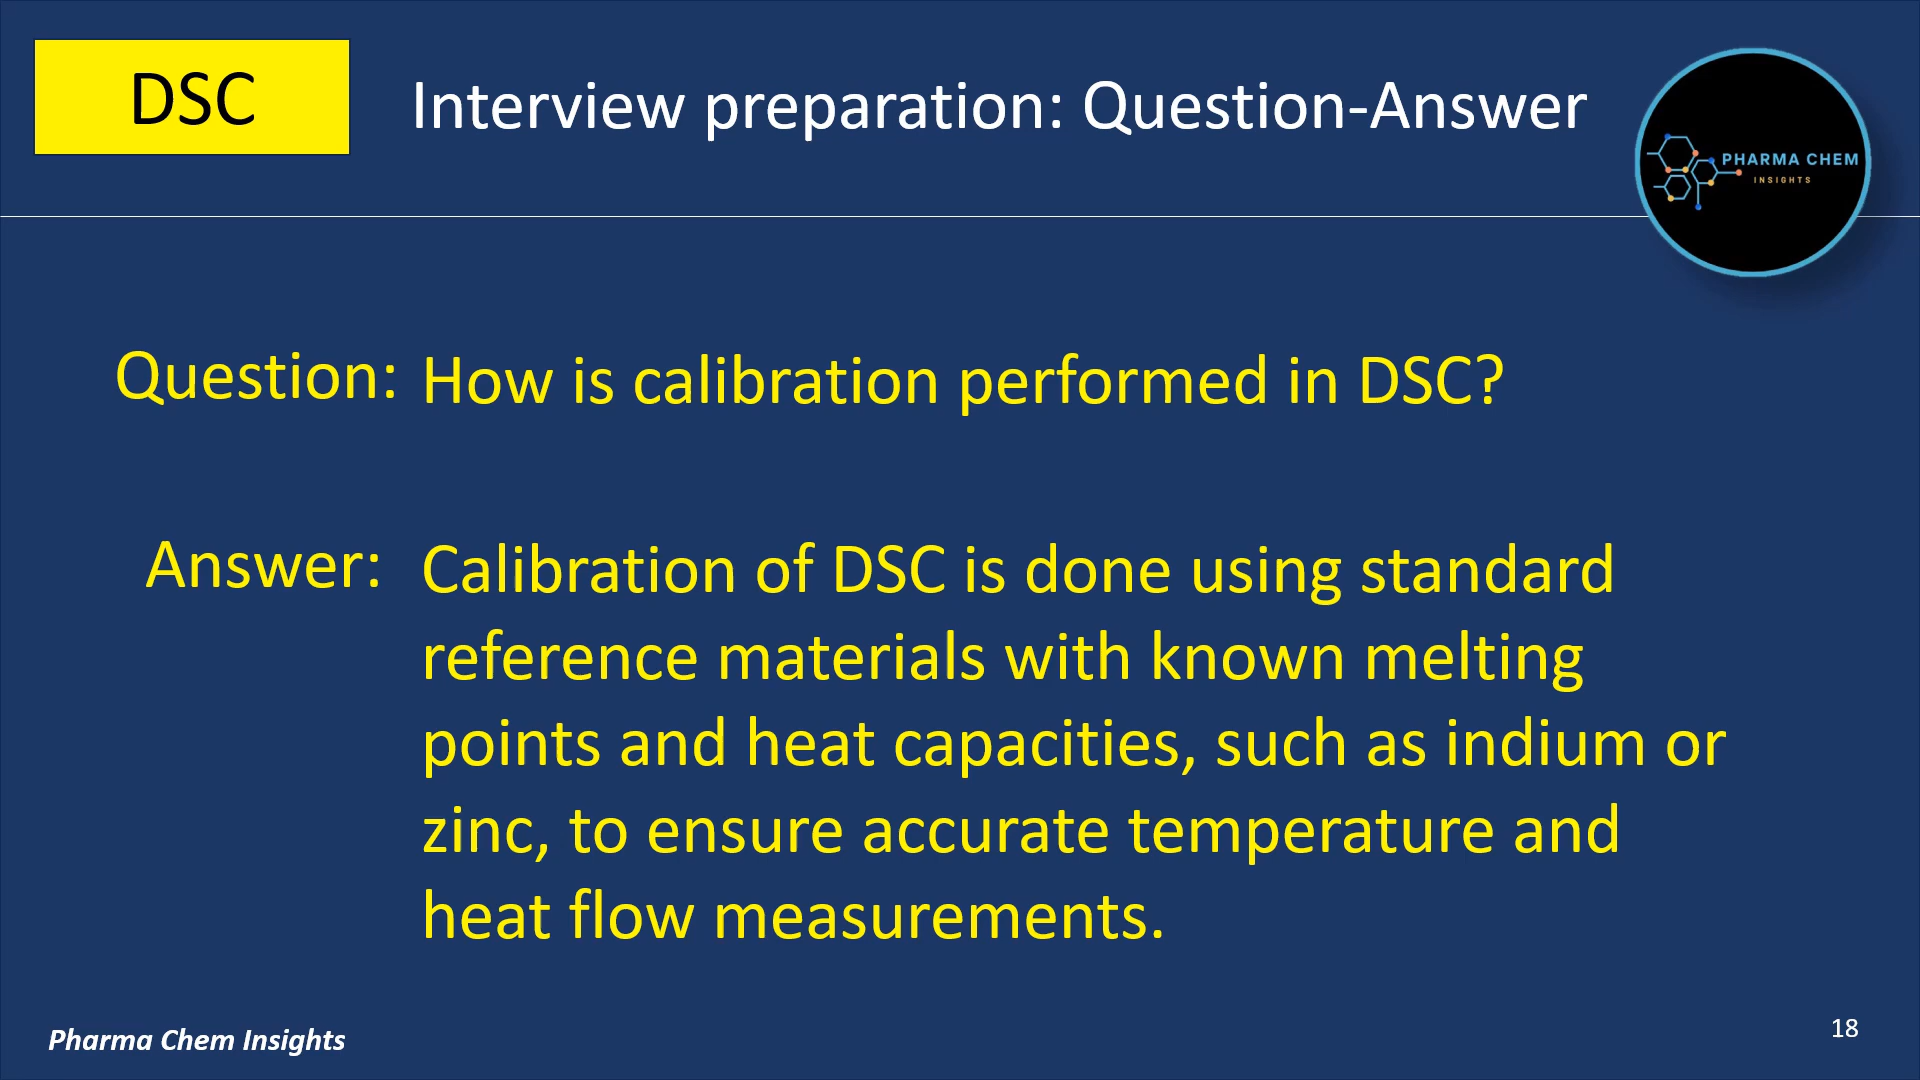 DSC
Interview preparation: Question-Answer
PHARMA CHEM
INSIGHTS
Question: How is calibration performed in DSC?
Answer: Calibration of DSC is done using standard
reference materials with known melting
points and heat capacities, such as indium or
zinc, to ensure accurate temperature and
heat flow measurements.
Pharma Chem Insights
18